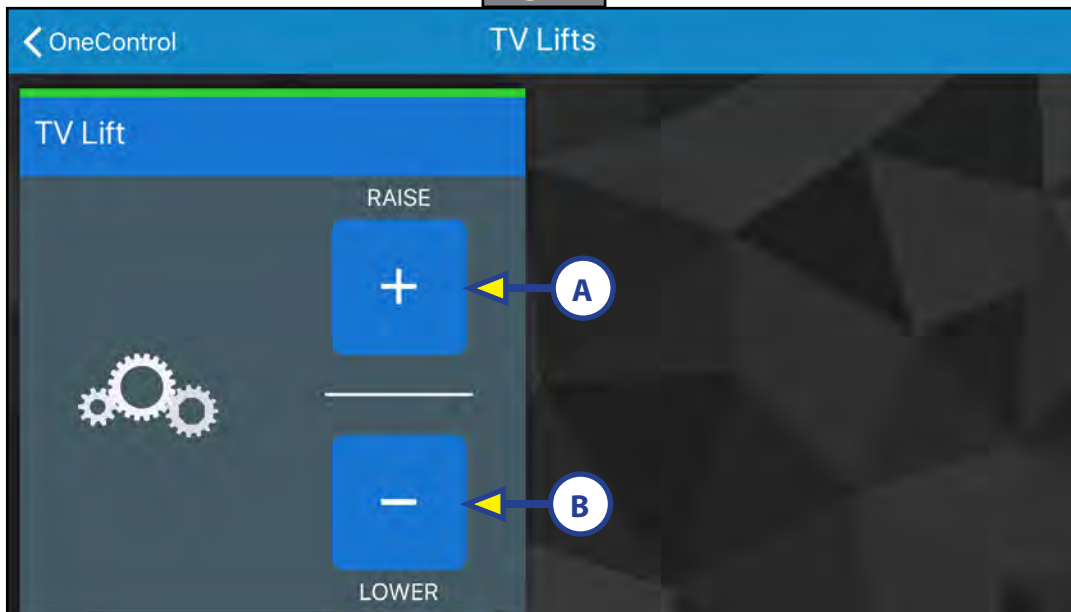 OneControl
TV Lifts
TV Lift
RAISE
+
A
−
B
LOWER